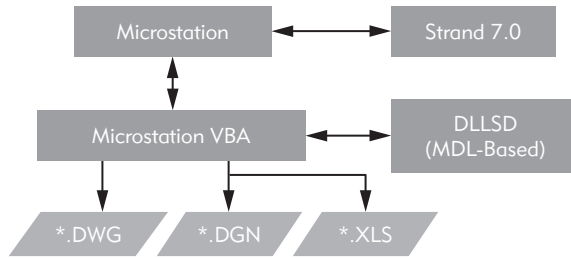 Microstation
Strand 7.0
Microstation VBA
DLLSD
(MDL-Based)
*.DWG
*.DGN
*.XLS